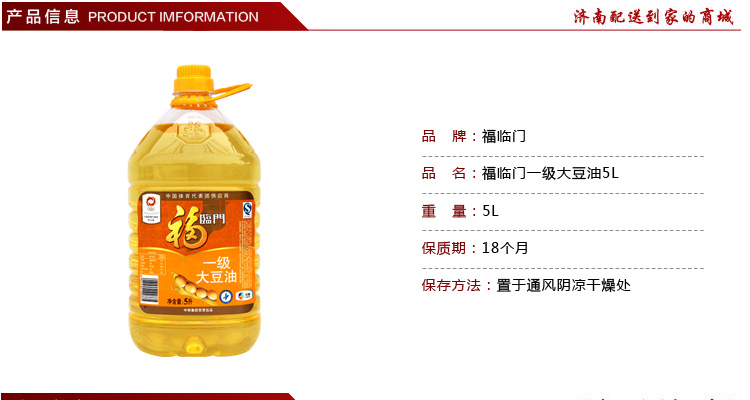 产品信息 PRODUCT IMFORMATION
济南配送到家的商城
品 牌：福临门
品 名：福临门一级大豆油5L
重 量：5L
保质期：18个月
保存方法：置于通风阴凉干燥处
中国体育代表团供应商
福临門
一级
大豆油
净含量:5升